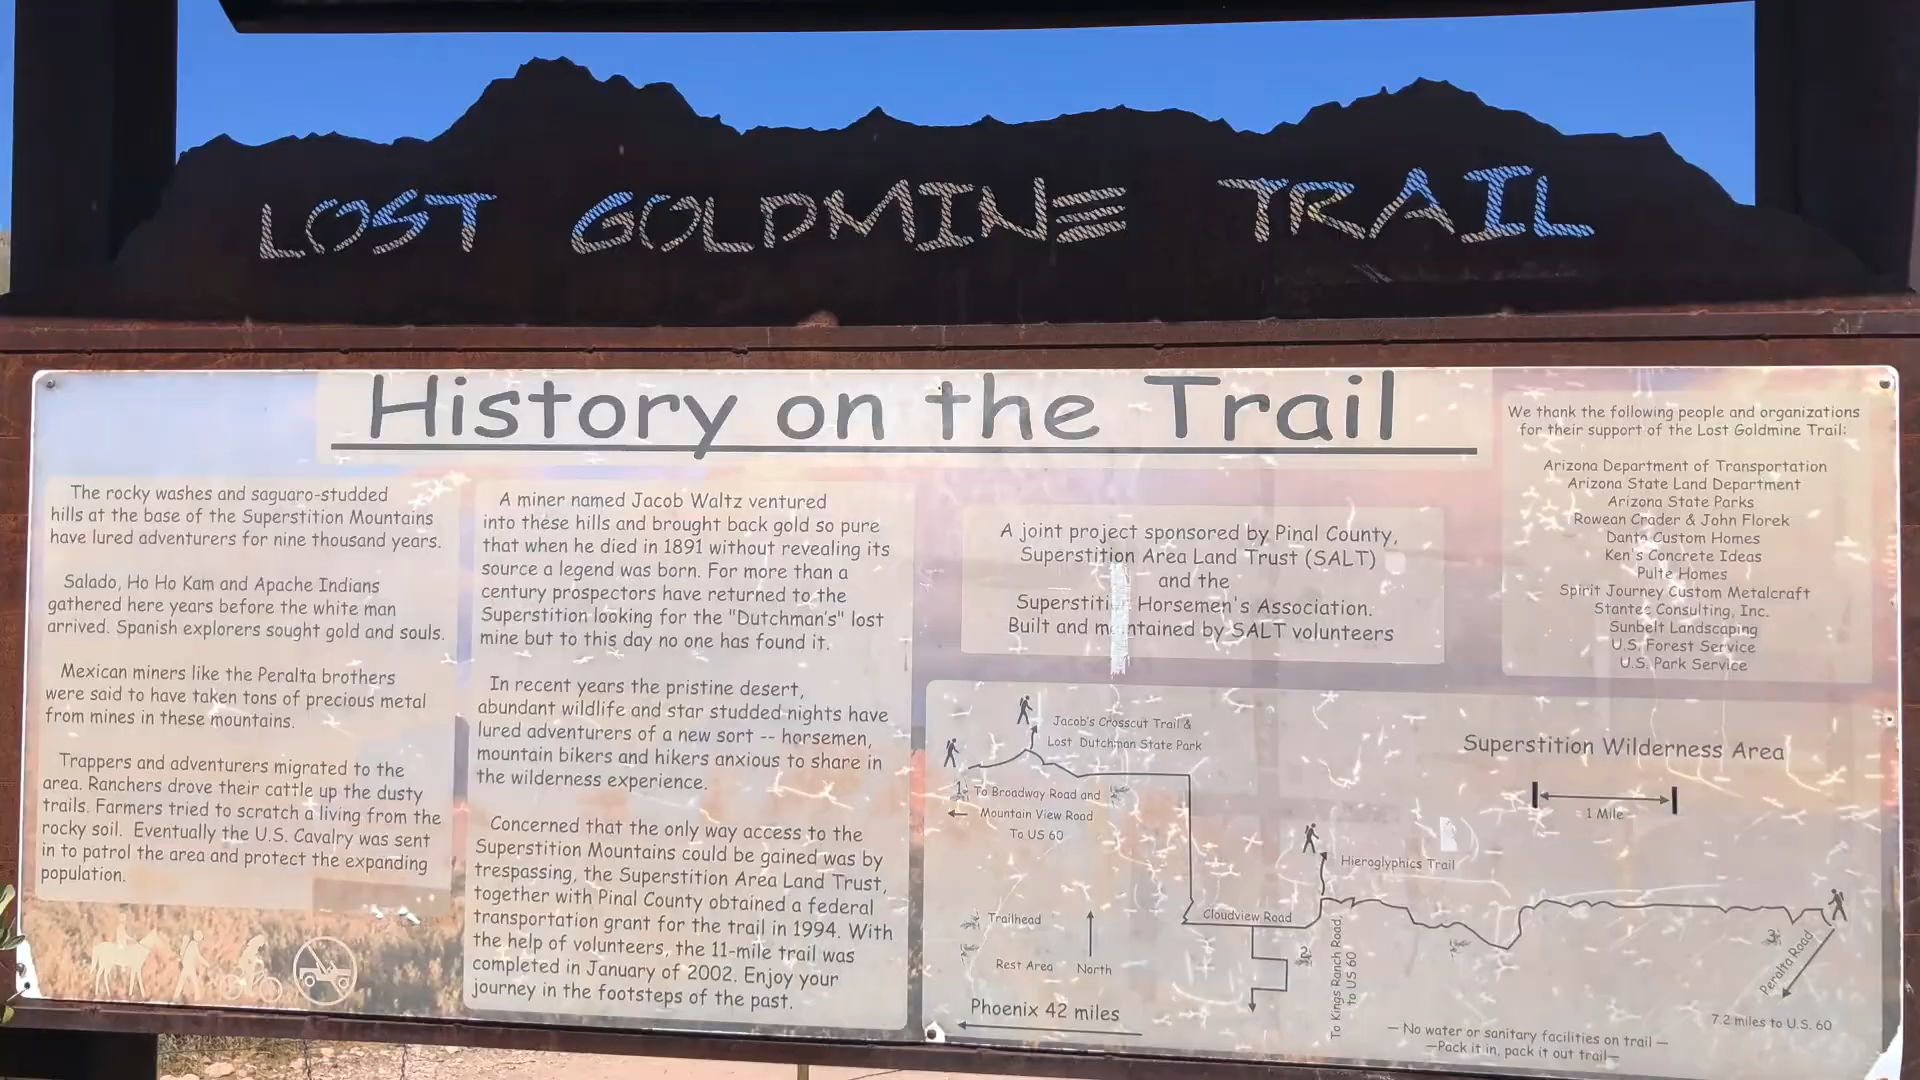 LOST GOLDMINE TRAIL
History on the Trail
The rocky washes and saguaro-studded
hills at the base of the Superstition Mountains
have lured adventurers for nine thousand years.
Salado, Ho Ho Kam and Apache Indians
gathered here years before the white man
arrived. Spanish explorers sought gold and souls.
Mexican miners like the Peralta brothers
were said to have taken tons of precious metal
from mines in these mountains.
Trappers and adventurers migrated to the
area. Ranchers drove their cattle up the dusty
trails. Farmers tried to scratch a living from the
rocky soil. Eventually the U.S. Cavalry was sent
in to patrol the area and protect the expanding
population.
A miner named Jacob Waltz ventured
into these hills and brought back gold so pure
that when he died in 1891 without revealing its
source a legend was born. For more than a
century prospectors have returned to the
Superstition looking for the "Dutchman's" lost
mine but to this day no one has found it.
In recent years the pristine desert,
abundant wildlife and star studded nights have
lured adventurers of a new sort -- horsemen,
mountain bikers and hikers anxious to share in
the wilderness experience.
Concerned that the only way access to the
Superstition Mountains could be gained was by
trespassing, the Superstition Area Land Trust,
together with Pinal County obtained a federal
transportation grant for the trail in 1994. With
the help of volunteers, the 11-mile trail was
completed in January of 2002. Enjoy your
journey in the footsteps of the past.
A joint project sponsored by Pinal County,
Superstition Area Land Trust (SALT)
and the
Superstition Horsemen's Association.
Built and maintained by SALT volunteers
We thank the following people and organizations
for their support of the Lost Goldmine Trail:
Arizona Department of Transportation
Arizona State Land Department
Arizona State Parks
Rowean Crader & John Florek
Dante Custom Homes
Ken's Concrete Ideas
Pulte Homes
Spirit Journey Custom Metalcraft
Stantec Consulting, Inc.
Sunbelt Landscaping
U.S. Forest Service
U.S. Park Service
Jacob's Crosscut Trail &
Lost Dutchman State Park
1
To Broadway Road and
Mountain View Road
To US 60
Superstition Wilderness Area
1 Mile
Hieroglyphics Trail
Cloudview Road
2
To Kings Ranch Road,
to US 60
3
Peralta Road
Trailhead
Rest Area
North
Phoenix 42 miles
7.2 miles to U.S. 60
— No water or sanitary facilities on trail —
—Pack it in, pack it out trail—